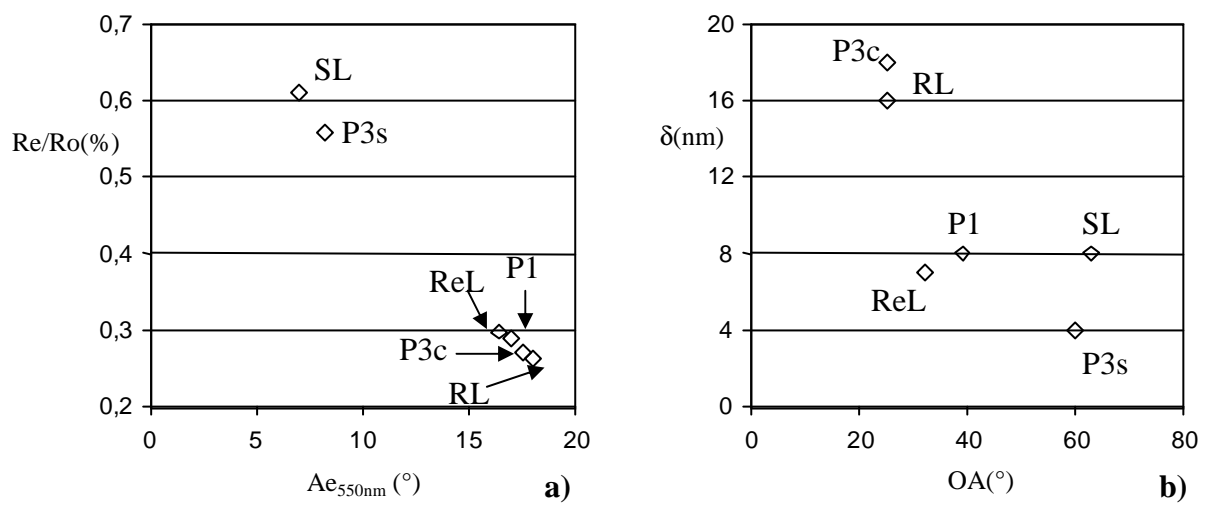 0,7
0,6
0,5
0,4
0,3
0,2
Re/Ro(%)
SL
P3s
ReL
P1
P3c
RL
0 5 10 15 20
Ae550nm (°)
a)
20
16
12
8
4
0
δ(nm)
P3c
RL
P1
SL
ReL
P3s
0 20 40 60 80
OA(°)
b)